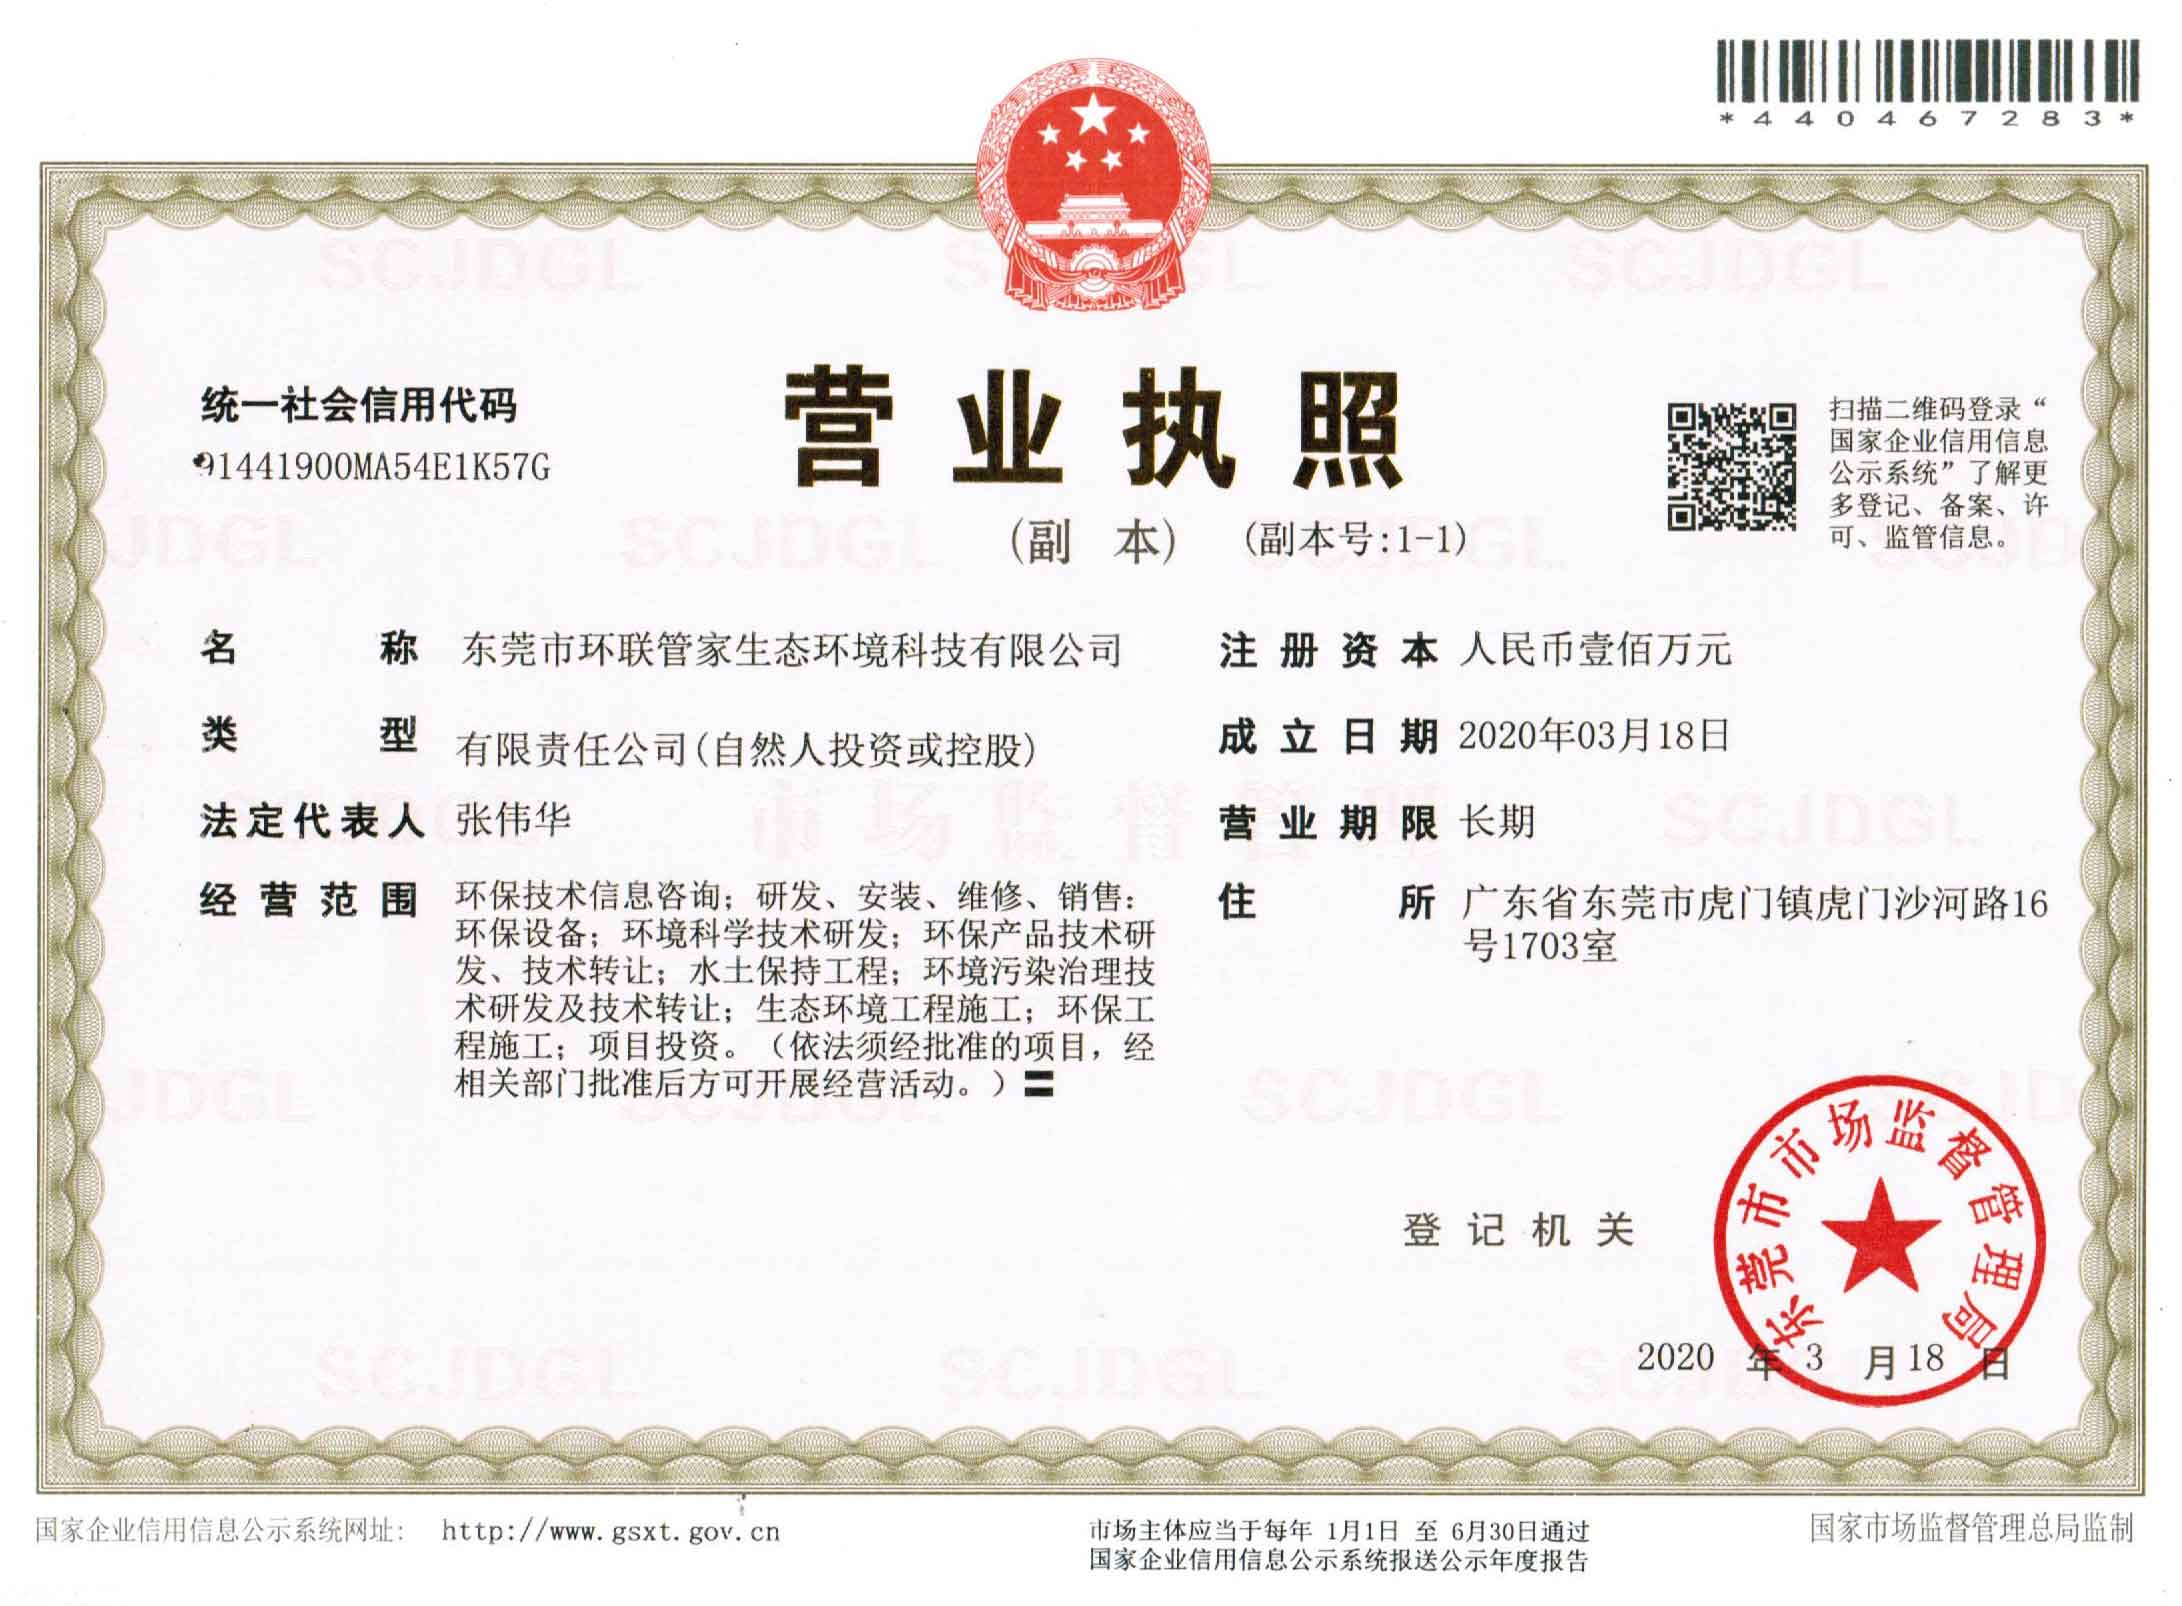 *440467283*
统一社会信用代码
91441900MA54E1K57G
营业执照
(副 本) (副本号:1-1)
扫描二维码登录“
国家企业信用信息
公示系统”了解更
多登记、备案、许
可、监管信息。
名 称 东莞市环联管家生态环境科技有限公司
类 型 有限责任公司(自然人投资或控股)
法定代表人 张伟华
经营范围 环保技术信息咨询；研发、安装、维修、销售：
环保设备；环境科学技术研发；环保产品技术研
发、技术转让；水土保持工程；环境污染治理技
术研发及技术转让；生态环境工程施工；环保工
程施工；项目投资。（依法须经批准的项目，经
相关部门批准后方可开展经营活动。）〓
注册资本 人民币壹佰万元
成立日期 2020年03月18日
营业期限 长期
住 所 广东省东莞市虎门镇虎门沙河路16
号1703室
登记机关
东莞市市场监督管理局
2020 年 3 月 18 日
SCJDGL
市场监督管理
国家企业信用信息公示系统网址： http://www.gsxt.gov.cn
市场主体应当于每年 1月1日 至 6月30日通过
国家企业信用信息公示系统报送公示年度报告
国家市场监督管理总局监制